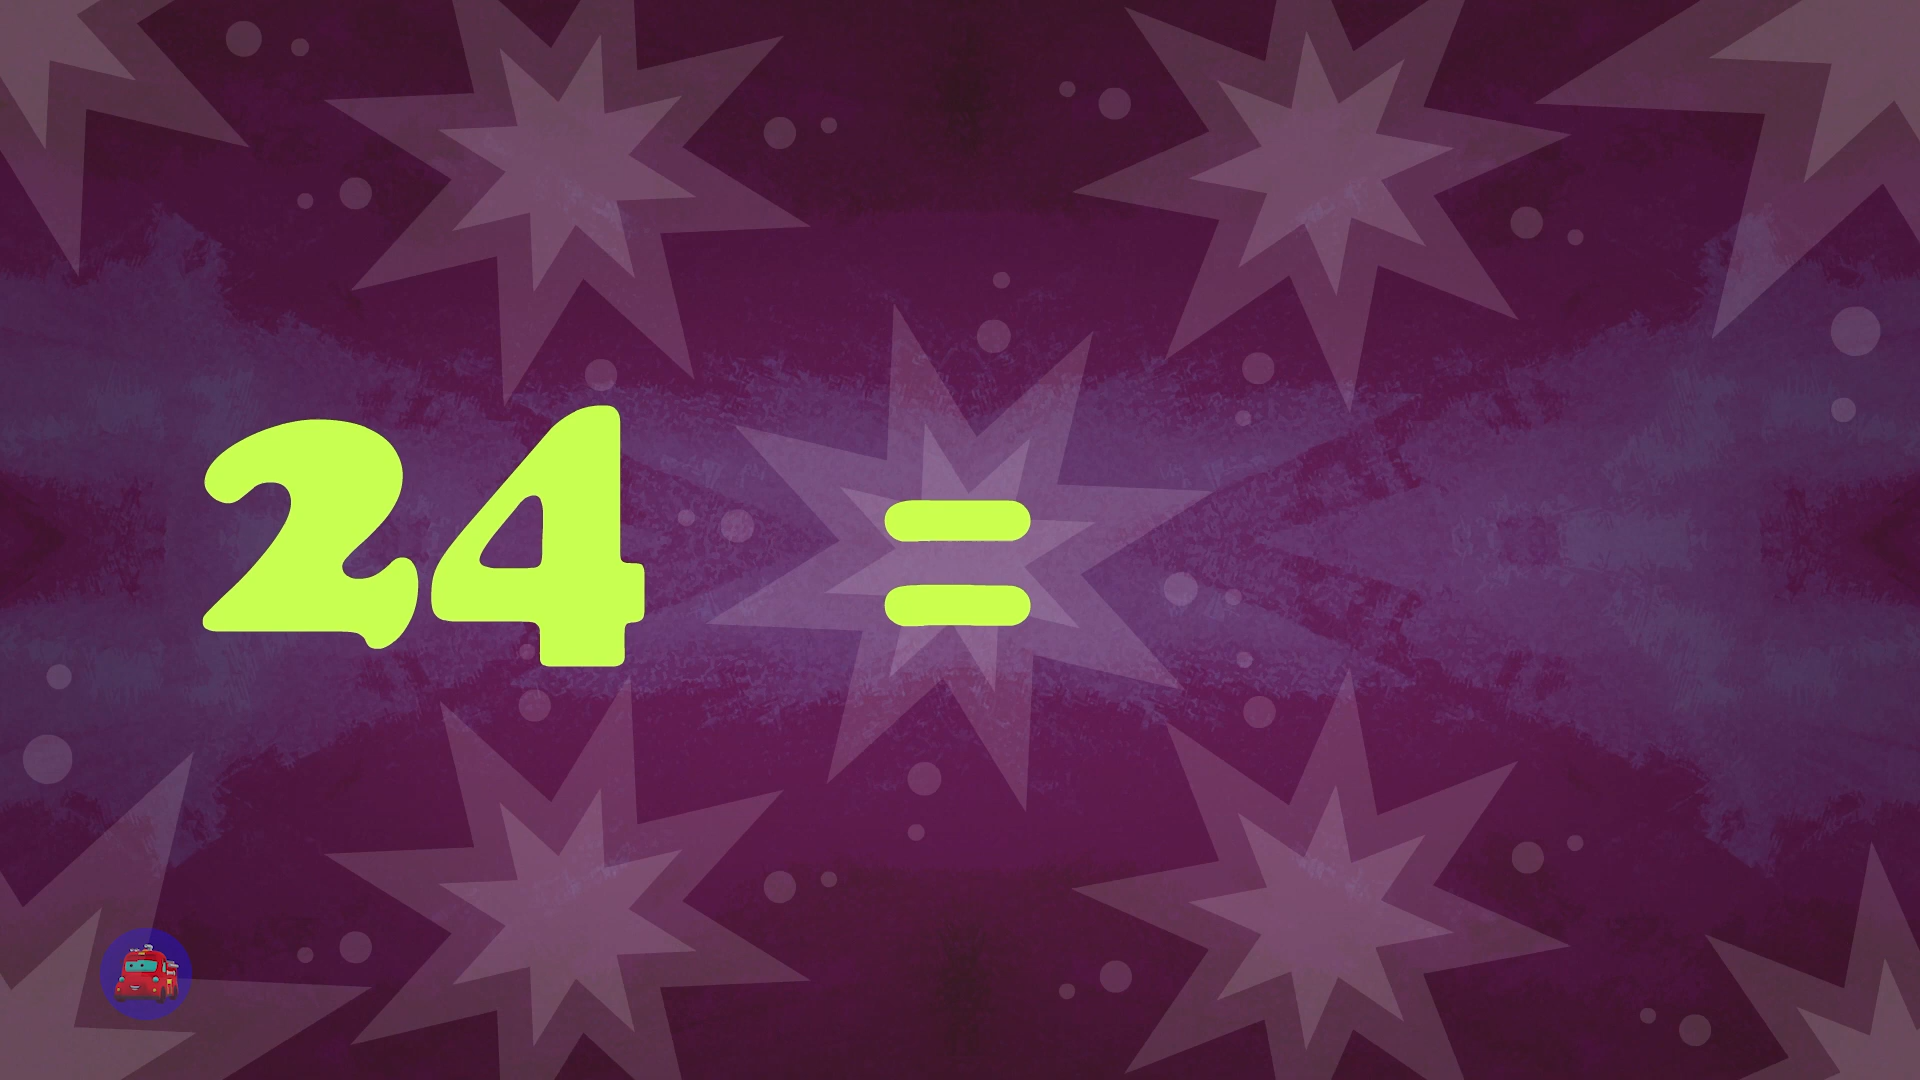 24 =